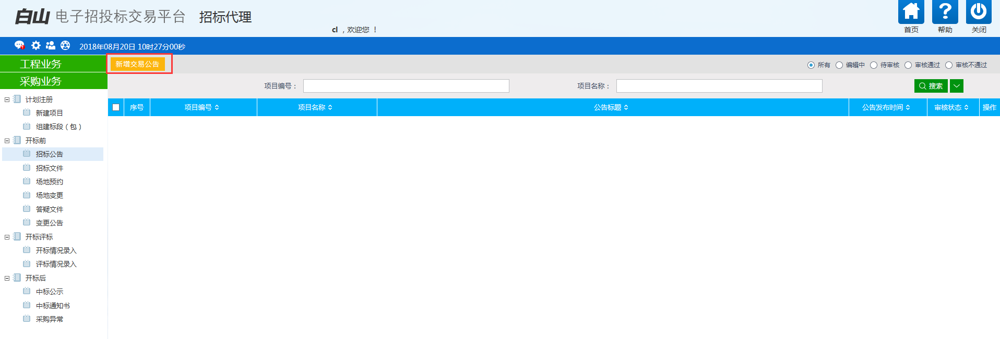 白山 电子招投标交易平台 招标代理
cl ，欢迎您 ！
首页 帮助 关闭
2018年08月20日 10时27分00秒
工程业务
采购业务
计划注册
新建项目
组建标段（包）
开标前
招标公告
招标文件
场地预约
场地变更
答疑文件
变更公告
开标评标
开标情况录入
评标情况录入
开标后
中标公示
中标通知书
采购异常
新增交易公告
所有 编辑中 待审核 审核通过 审核不通过
项目编号： 项目名称： 搜索
序号 项目编号 项目名称 公告标题 公告发布时间 审核状态 操作